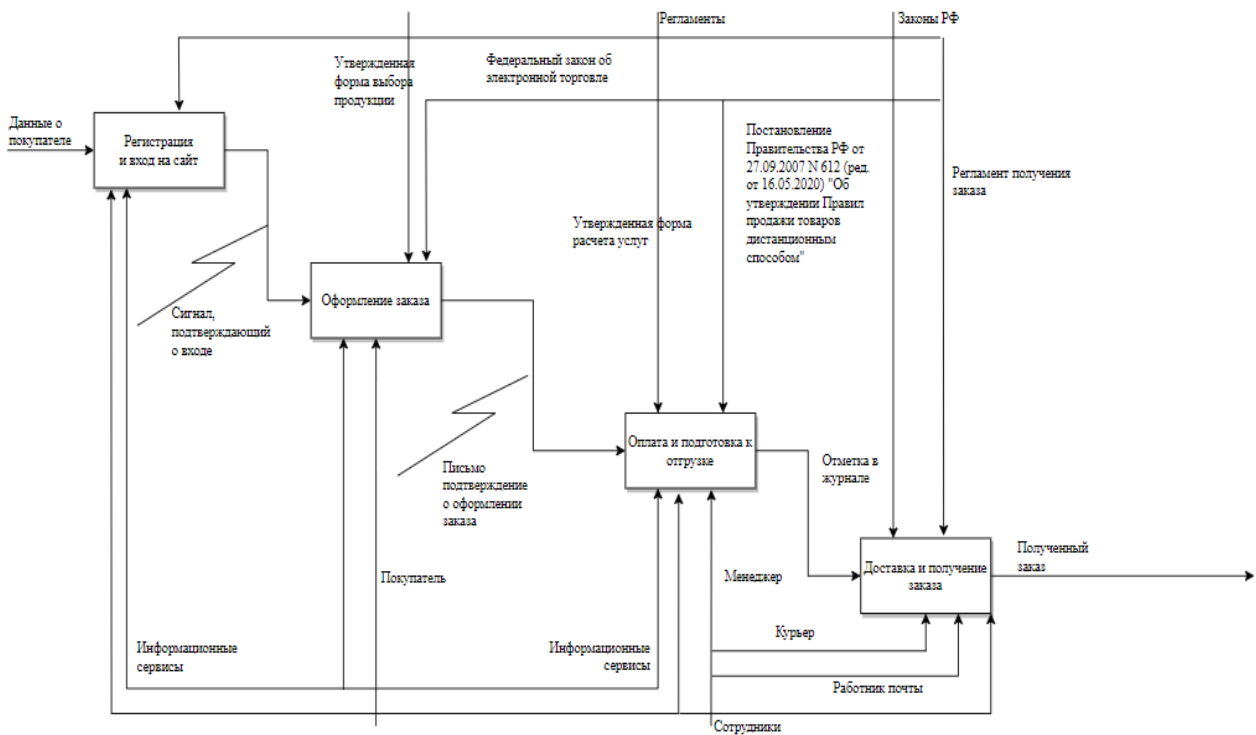 Регламенты
Законы РФ
Утвержденная
форма выбора
продукции
Федеральный закон об
электронной торговле
Данные о
покупателе
Регистрация
и вход на сайт
Постановление
Правительства РФ от
27.09.2007 N 612 (ред.
от 16.05.2020) "Об
утверждении Правил
продажи товаров
дистанционным
способом"
Регламент получения
заказа
Утвержденная форма
расчета услуг
Оформление заказа
Сигнал,
подтверждающий
о входе
Оплата и подготовка к
отгрузке
Письмо
подтверждение
о оформлении
заказа
Отметка в
журнале
Доставка и получение
заказа
Полученный
заказ
Покупатель
Менеджер
Курьер
Информационные
сервисы
Информационные
сервисы
Работник почты
Сотрудники